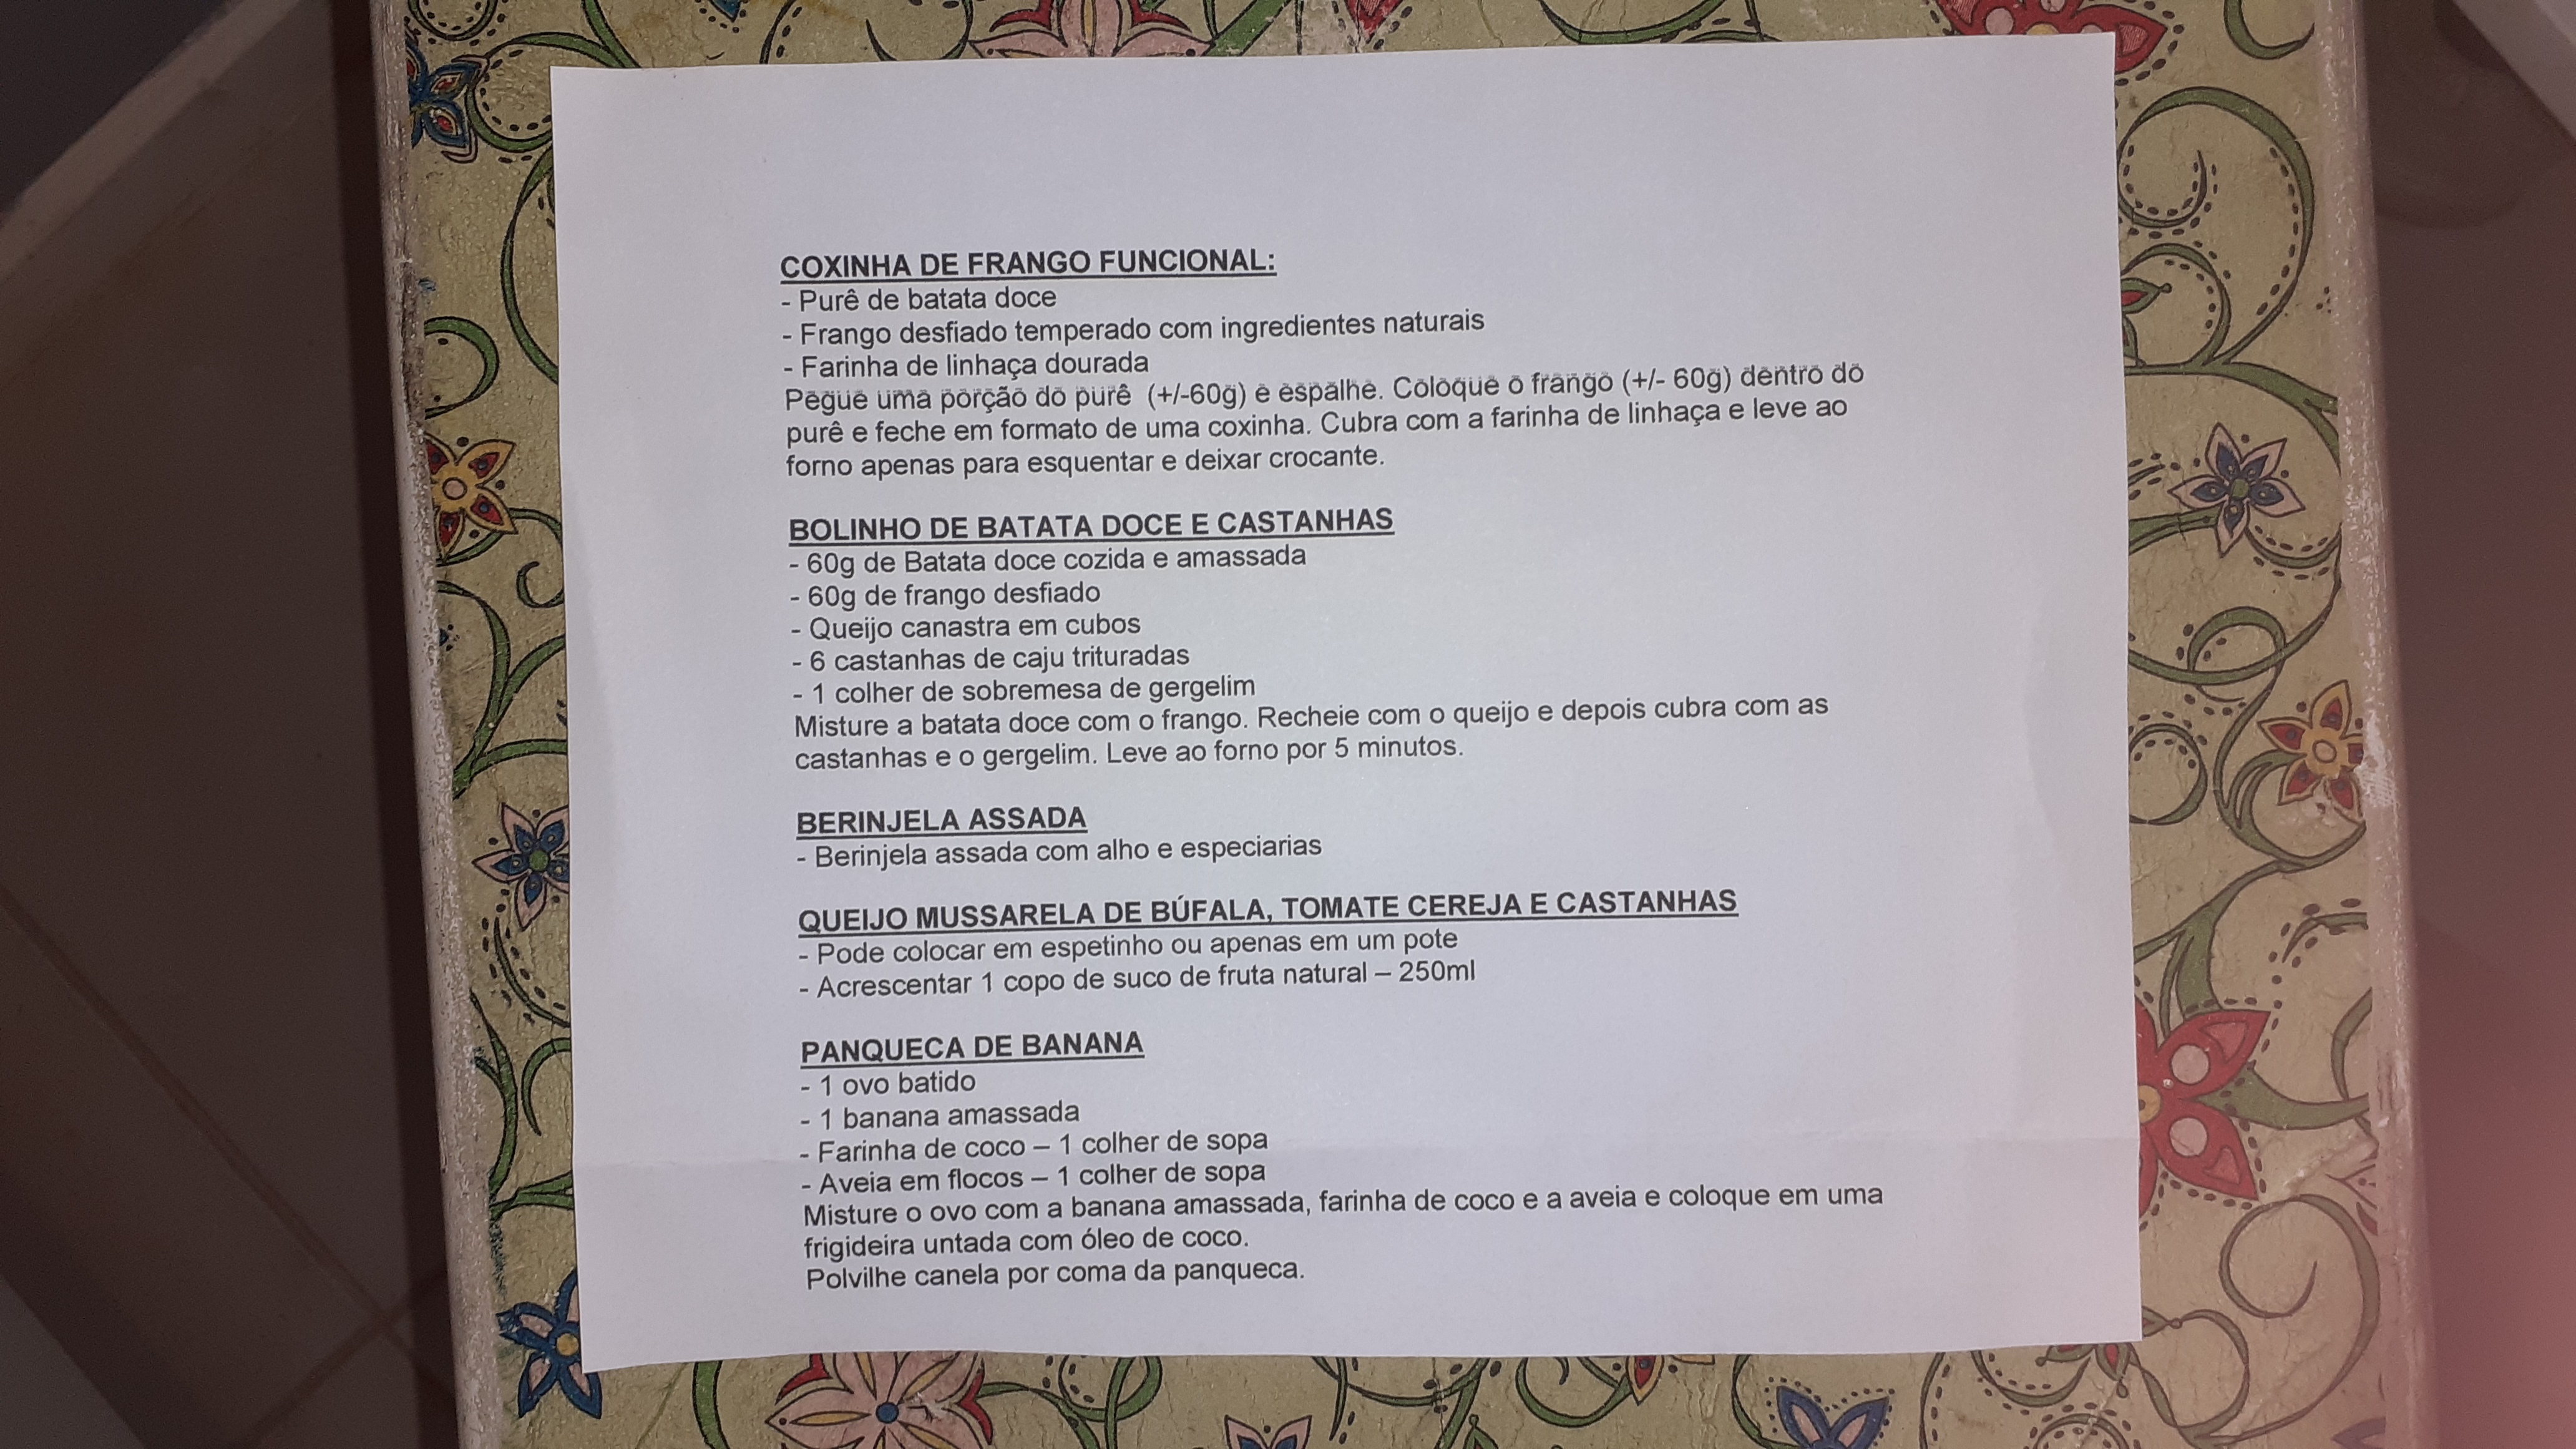 COXINHA DE FRANGO FUNCIONAL:
- Purê de batata doce
- Frango desfiado temperado com ingredientes naturais
- Farinha de linhaça dourada
Pegue uma porção do purê (+/-60g) e espalhe. Coloque o frango (+/- 60g) dentro do
purê e feche em formato de uma coxinha. Cubra com a farinha de linhaça e leve ao
forno apenas para esquentar e deixar crocante.
BOLINHO DE BATATA DOCE E CASTANHAS
- 60g de Batata doce cozida e amassada
- 60g de frango desfiado
- Queijo canastra em cubos
- 6 castanhas de caju trituradas
- 1 colher de sobremesa de gergelim
Misture a batata doce com o frango. Recheie com o queijo e depois cubra com as
castanhas e o gergelim. Leve ao forno por 5 minutos.
BERINJELA ASSADA
- Berinjela assada com alho e especiarias
QUEIJO MUSSARELA DE BÚFALA, TOMATE CEREJA E CASTANHAS
- Pode colocar em espetinho ou apenas em um pote
- Acrescentar 1 copo de suco de fruta natural – 250ml
PANQUECA DE BANANA
- 1 ovo batido
- 1 banana amassada
- Farinha de coco – 1 colher de sopa
- Aveia em flocos – 1 colher de sopa
Misture o ovo com a banana amassada, farinha de coco e a aveia e coloque em uma
frigideira untada com óleo de coco.
Polvilhe canela por coma da panqueca.